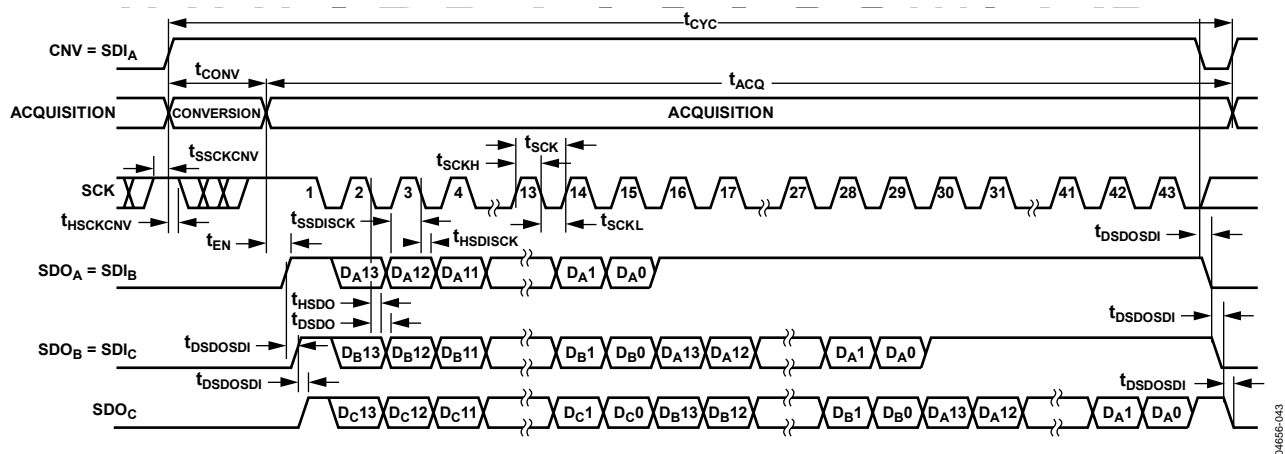 tCYC
CNV = SDIA
tCONV
tACQ
ACQUISITION
CONVERSION
ACQUISITION
tSSCKCNV
tSCK
tSCKH
SCK
1 2 3 4 13 14 15 16 17 27 28 29 30 31 41 42 43
tHSCKCNV
tSSDISCK
tHSDISCK
tSCKL
tEN
tDSDOSDI
SDOA = SDIB
DA13 DA12 DA11 DA1 DA0
tHSDO
tDSDO
tDSDOSDI
tDSDOSDI
SDOB = SDIC
DB13 DB12 DB11 DB1 DB0 DA13 DA12 DA1 DA0
tDSDOSDI
tDSDOSDI
SDOC
DC13 DC12 DC11 DC1 DC0 DB13 DB12 DB1 DB0 DA13 DA12 DA1 DA0
04656-043